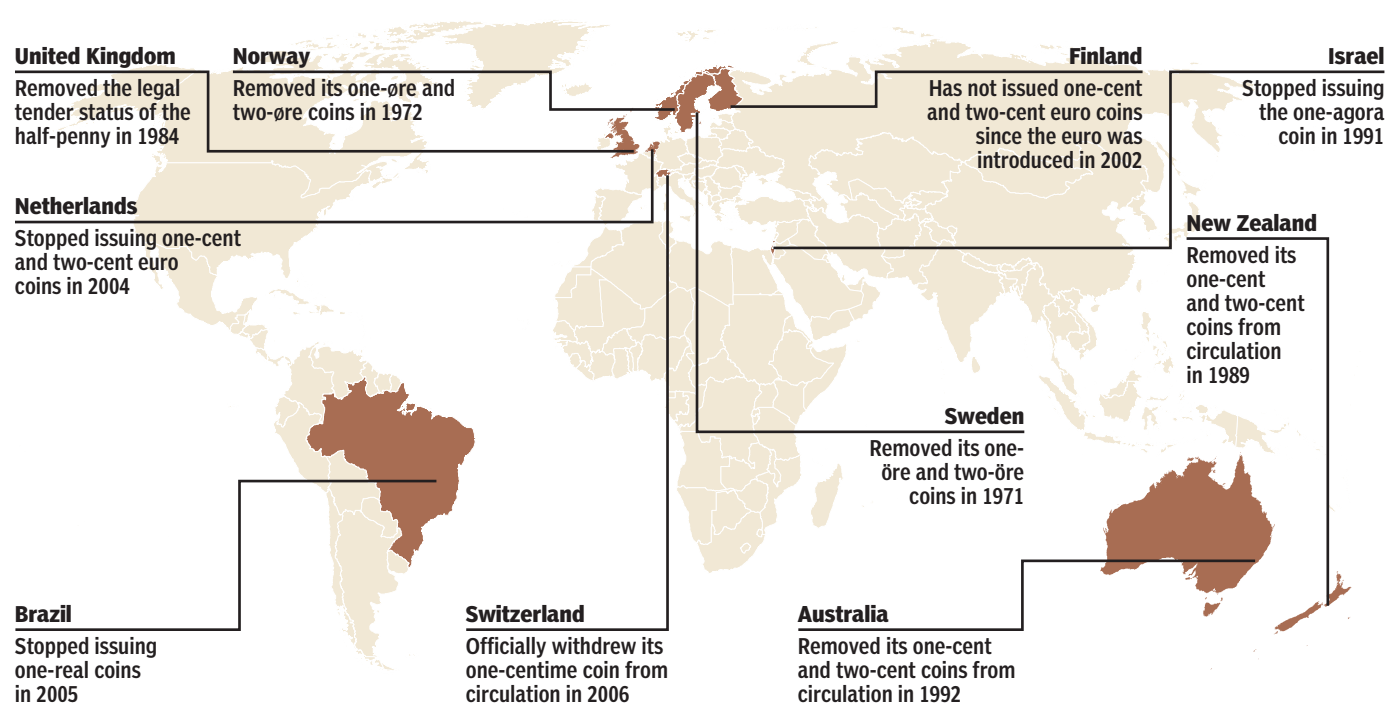 United Kingdom
Removed the legal
tender status of the
half-penny in 1984
Norway
Removed its one-øre and
two-øre coins in 1972
Finland
Has not issued one-cent
and two-cent euro coins
since the euro was
introduced in 2002
Israel
Stopped issuing
the one-agora
coin in 1991
Netherlands
Stopped issuing one-cent
and two-cent euro
coins in 2004
New Zealand
Removed its
one-cent
and two-cent
coins from
circulation
in 1989
Sweden
Removed its one-
öre and two-öre
coins in 1971
Brazil
Stopped issuing
one-real coins
in 2005
Switzerland
Officially withdrew its
one-centime coin from
circulation in 2006
Australia
Removed its one-cent
and two-cent coins from
circulation in 1992